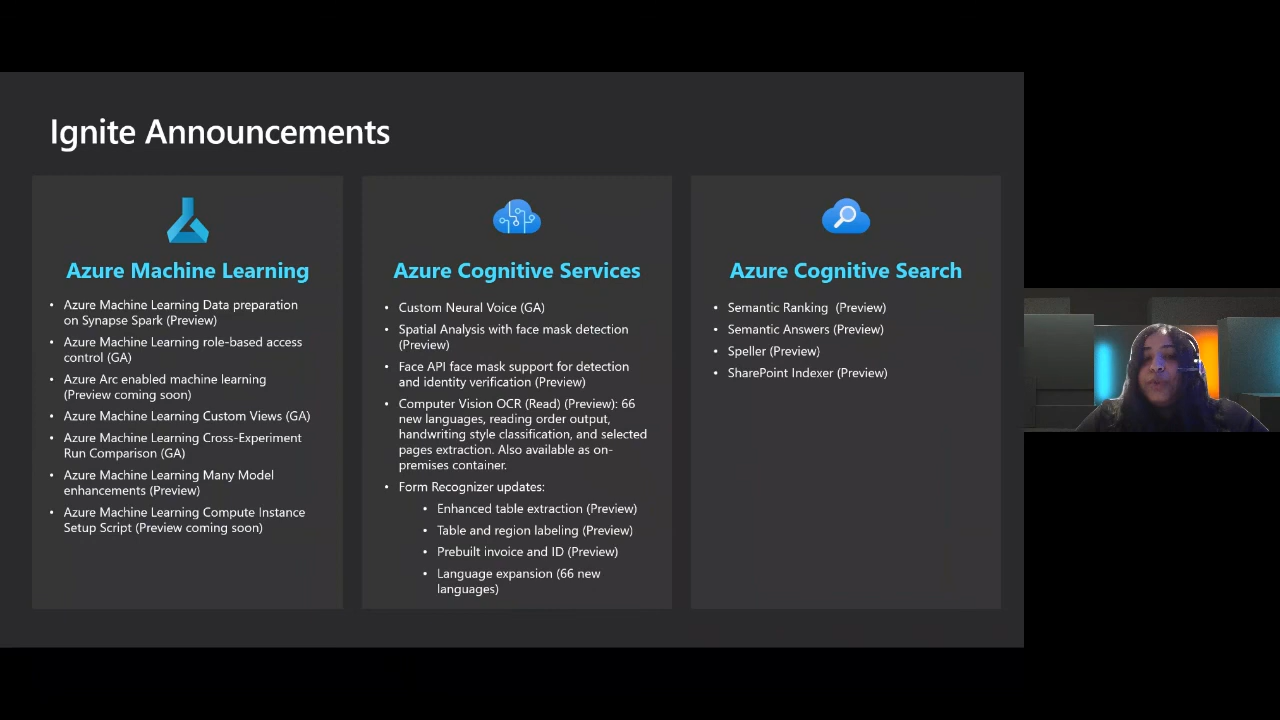 Ignite Announcements
Azure Machine Learning
• Azure Machine Learning Data preparation
on Synapse Spark (Preview)
• Azure Machine Learning role-based access
control (GA)
• Azure Arc enabled machine learning
(Preview coming soon)
• Azure Machine Learning Custom Views (GA)
• Azure Machine Learning Cross-Experiment
Run Comparison (GA)
• Azure Machine Learning Many Model
enhancements (Preview)
• Azure Machine Learning Compute Instance
Setup Script (Preview coming soon)
Azure Cognitive Services
• Custom Neural Voice (GA)
• Spatial Analysis with face mask detection
(Preview)
• Face API face mask support for detection
and identity verification (Preview)
• Computer Vision OCR (Read) (Preview): 66
new languages, reading order output,
handwriting style classification, and selected
pages extraction. Also available as on-
premises container.
• Form Recognizer updates:
• Enhanced table extraction (Preview)
• Table and region labeling (Preview)
• Prebuilt invoice and ID (Preview)
• Language expansion (66 new
languages)
Azure Cognitive Search
• Semantic Ranking  (Preview)
• Semantic Answers (Preview)
• Speller (Preview)
• SharePoint Indexer (Preview)